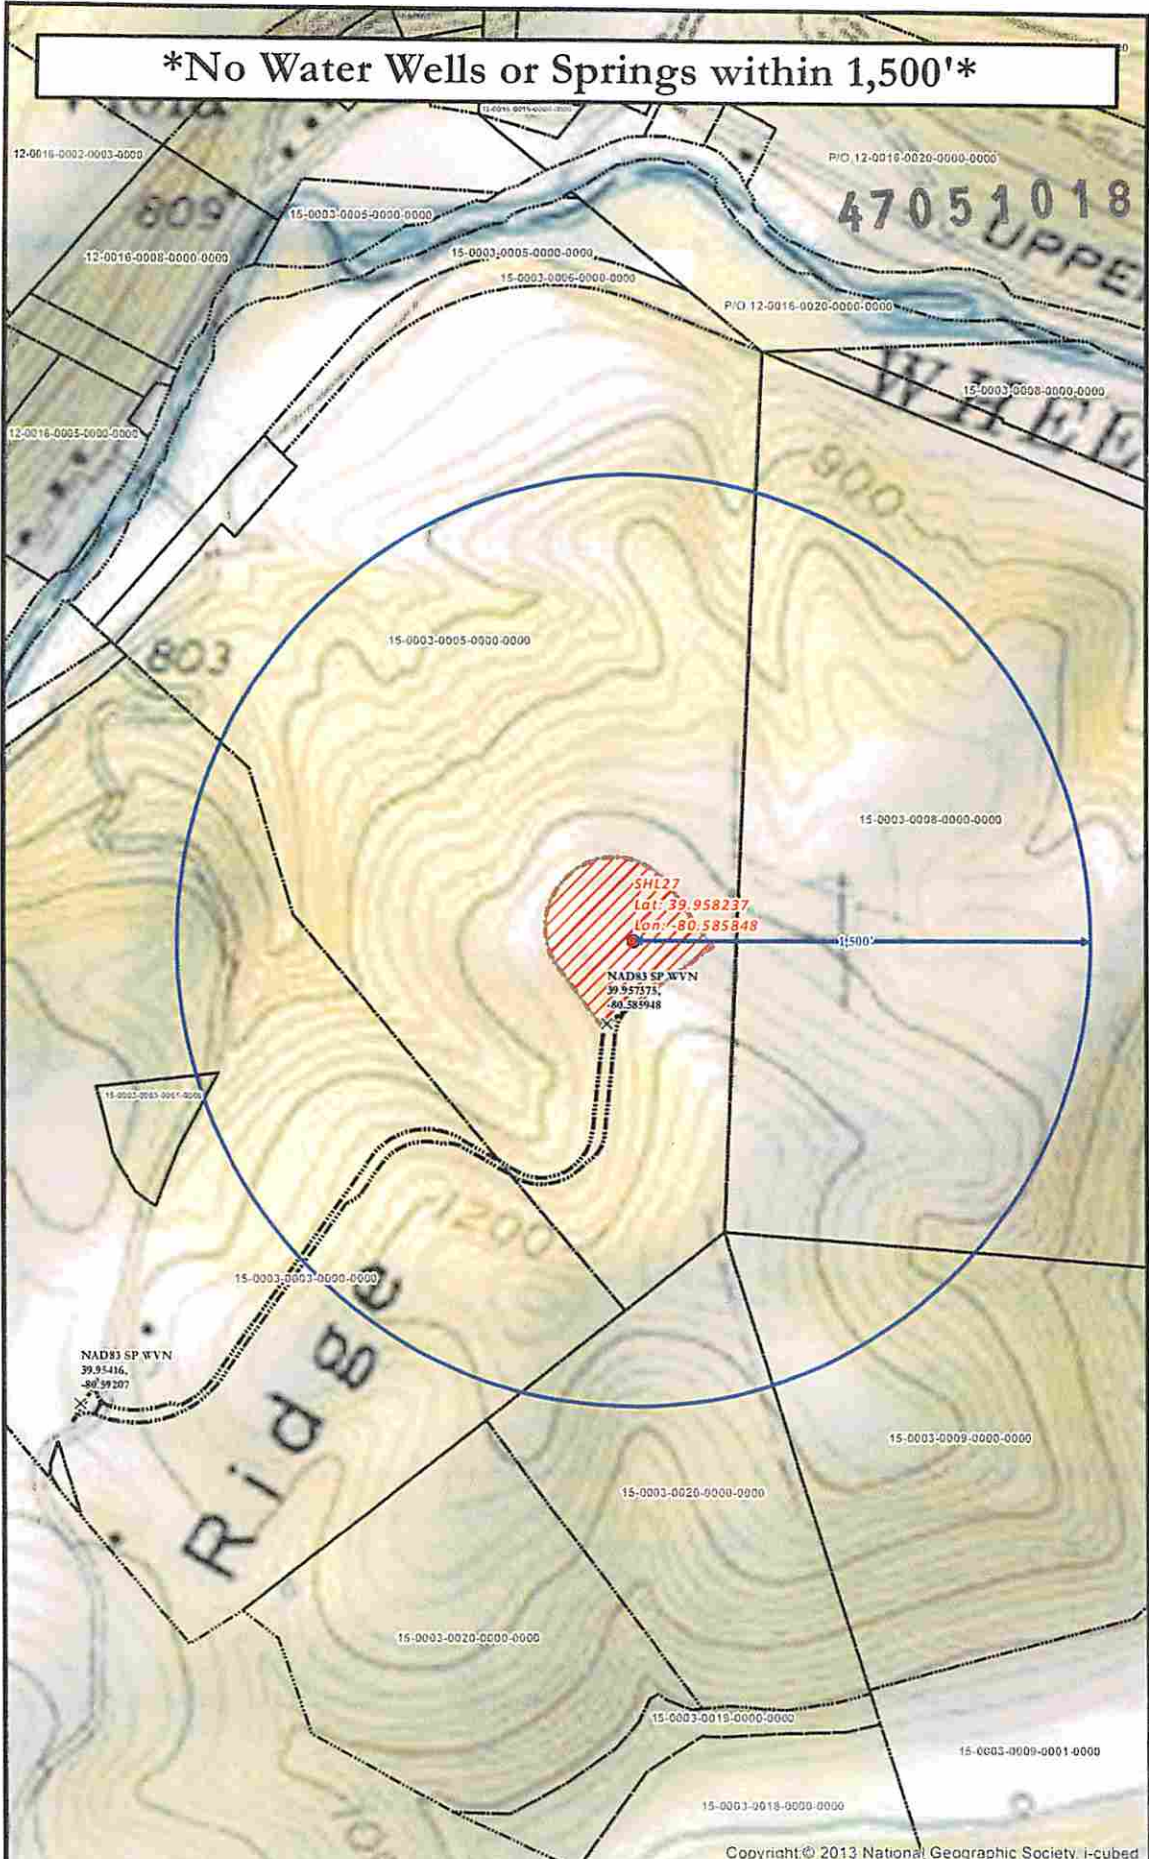 *No Water Wells or Springs within 1,500'*
12-0016-0002-0003-0000
P/O 12-0016-0020-0000-0000
47051018
809
15-0003-0005-0000-0000
UPPE
12-0016-0008-0000-0000
15-0003-0005-0000-0000
15-0003-0006-0000-0000
P/O 12-0016-0020-0000-0000
WHEE
15-0003-0008-0000-0000
12-0016-0005-0000-0000
900
15-0003-0005-0000-0000
803
15-0003-0008-0000-0000
SHL27
Lat: 39.958237
Lon: -80.585848
1,500'
NAD83 SP WVN
39.957373,
-80.585948
1200
15-0003-0003-0000-0000
Ridge
NAD83 SP WVN
39.95416,
-80.59207
15-0003-0009-0000-0000
15-0003-0020-0000-0000
15-0003-0020-0000-0000
15-0003-0019-0000-0000
15-0003-0009-0001-0000
15-0003-0018-0000-0000
Copyright:© 2013 National Geographic Society, i-cubed